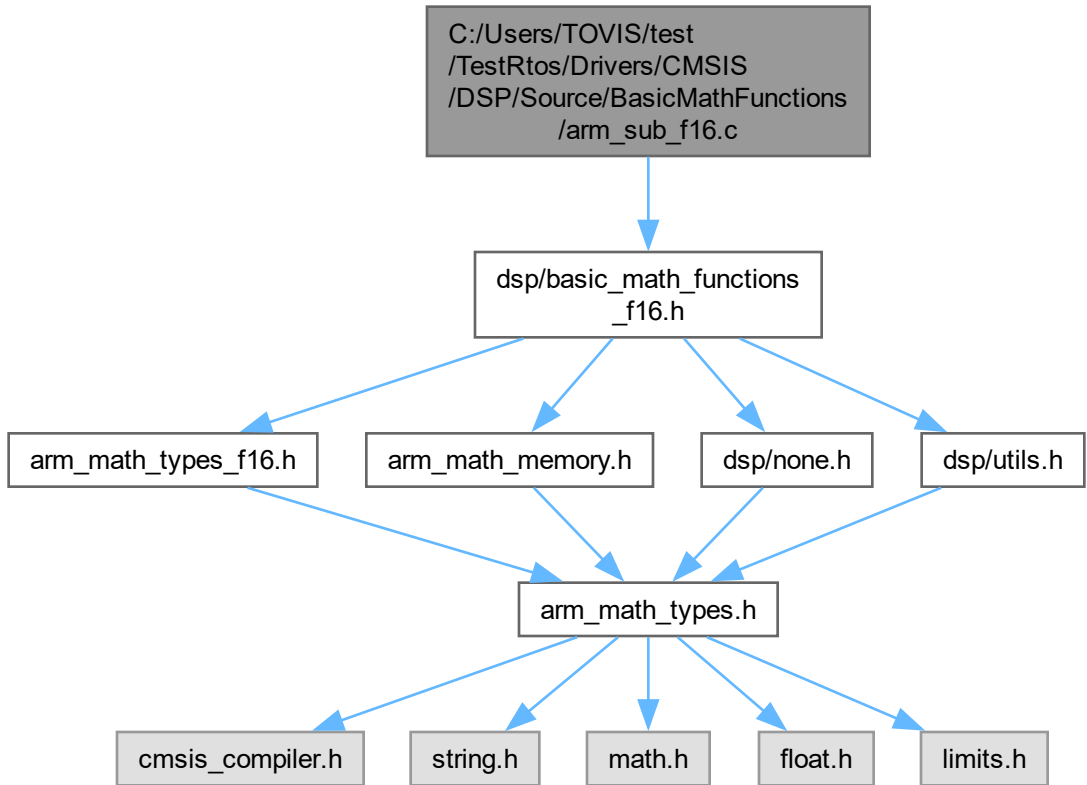 C:/Users/TOVIS/test
/TestRtos/Drivers/CMSIS
/DSP/Source/BasicMathFunctions
/arm_sub_f16.c
dsp/basic_math_functions
_f16.h
arm_math_types_f16.h
arm_math_memory.h
dsp/none.h
dsp/utils.h
arm_math_types.h
cmsis_compiler.h
string.h
math.h
float.h
limits.h